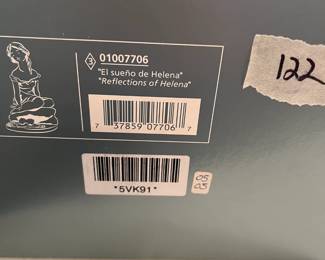 3 01007706
"El sueño de Helena"
"Reflections of Helena"
7 37859 07706 7
122
*5VK91*
05
05